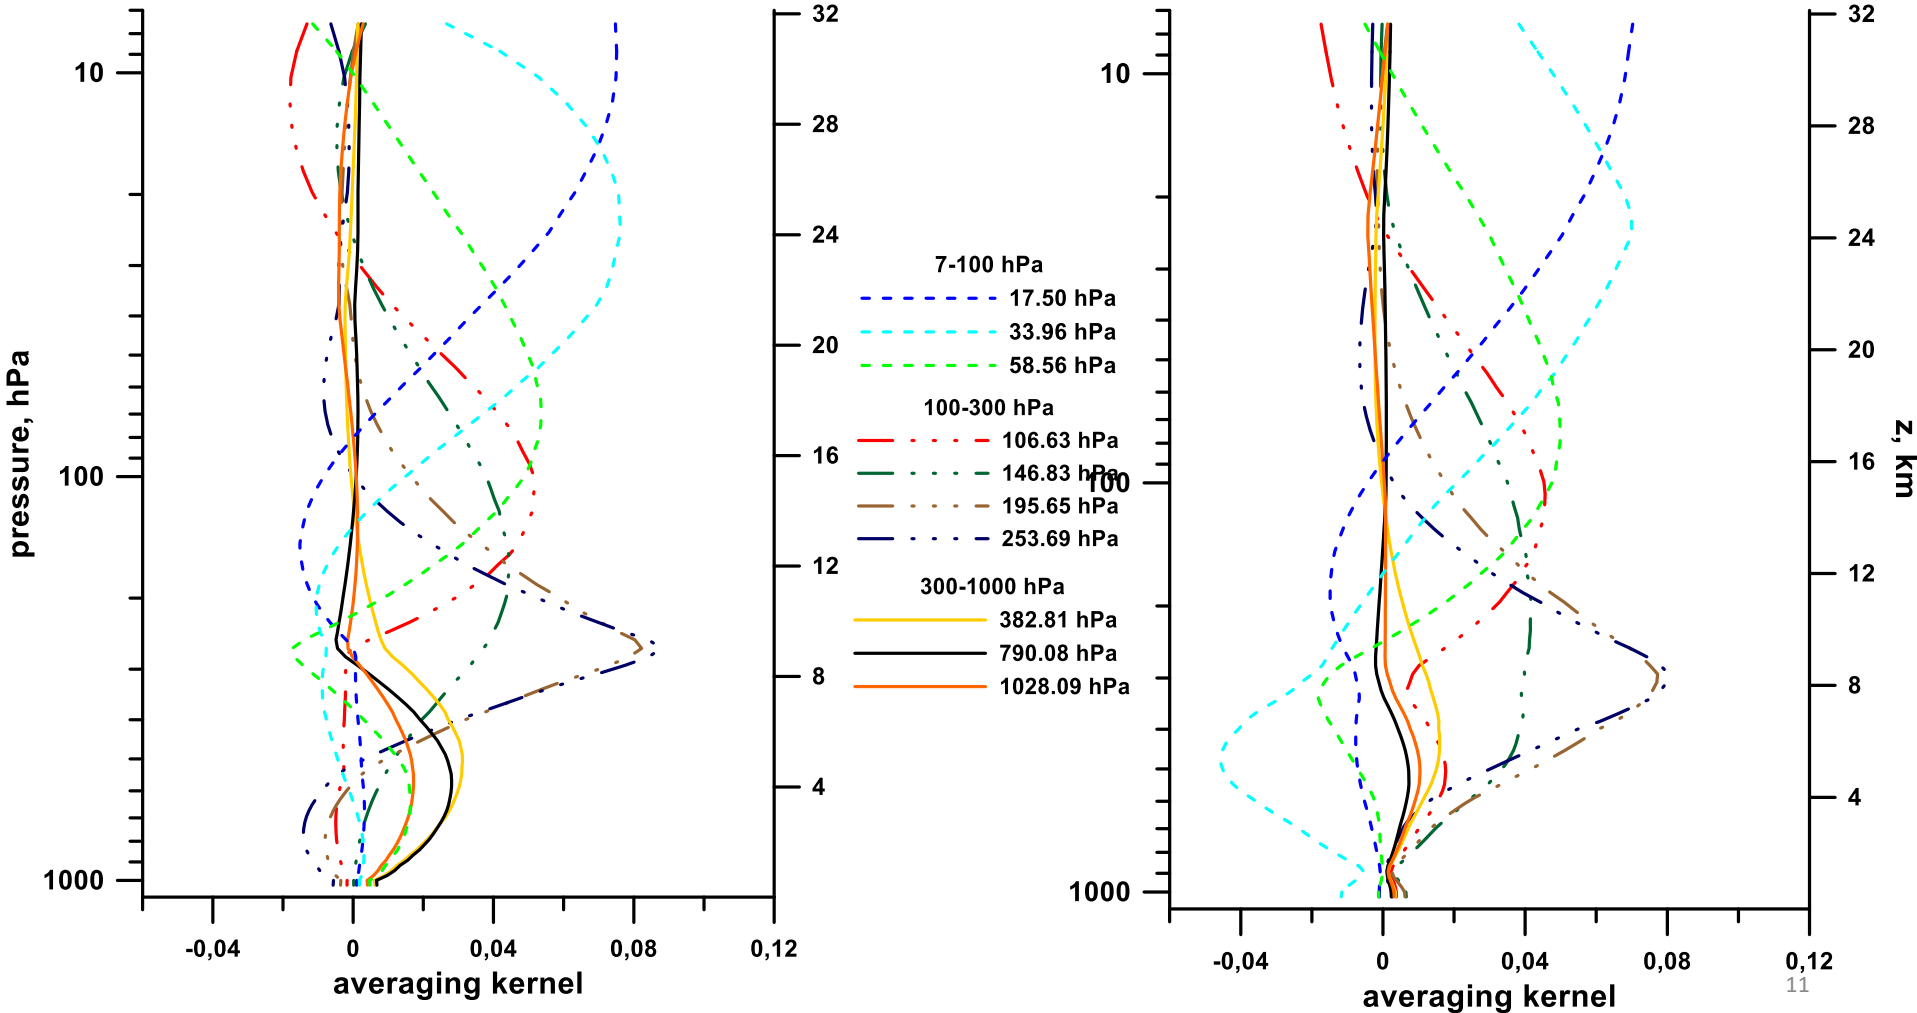 32
10
28
24
20
16
100
12
8
4
1000
pressure, hPa
-0,04 0 0,04 0,08 0,12
averaging kernel
7-100 hPa
17.50 hPa
33.96 hPa
58.56 hPa
100-300 hPa
106.63 hPa
146.83 hPa
195.65 hPa
253.69 hPa
300-1000 hPa
382.81 hPa
790.08 hPa
1028.09 hPa
32
10
28
24
20
16
100
12
8
4
1000
z, km
-0,04 0 0,04 0,08 0,12
averaging kernel
11